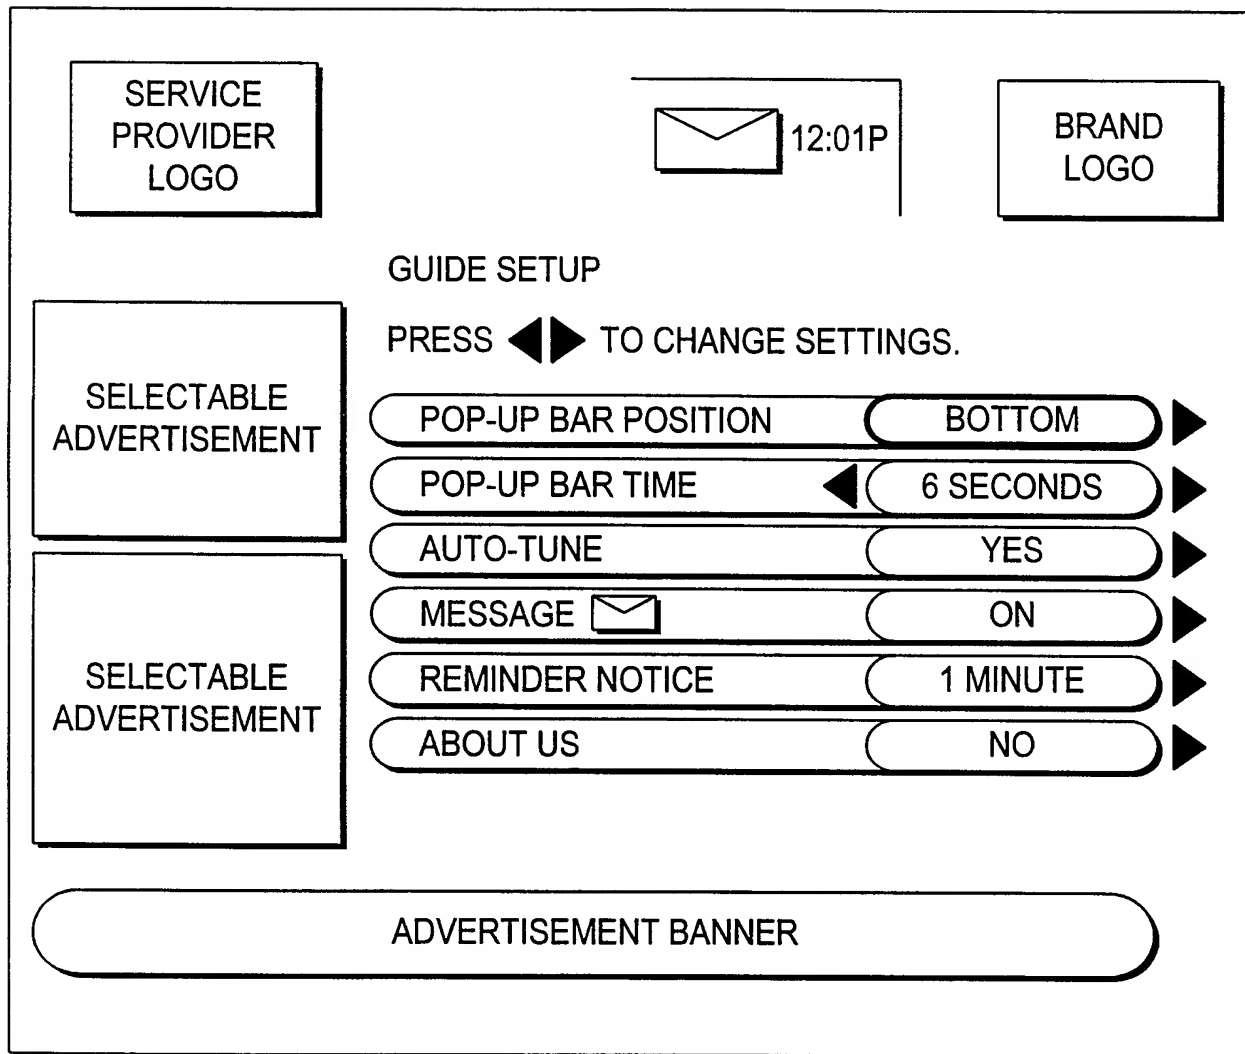 SERVICE
PROVIDER
LOGO
12:01P
BRAND
LOGO
GUIDE SETUP
PRESS ◀▶ TO CHANGE SETTINGS.
SELECTABLE
ADVERTISEMENT
POP-UP BAR POSITION BOTTOM
POP-UP BAR TIME 6 SECONDS
AUTO-TUNE YES
MESSAGE ON
REMINDER NOTICE 1 MINUTE
ABOUT US NO
SELECTABLE
ADVERTISEMENT
ADVERTISEMENT BANNER